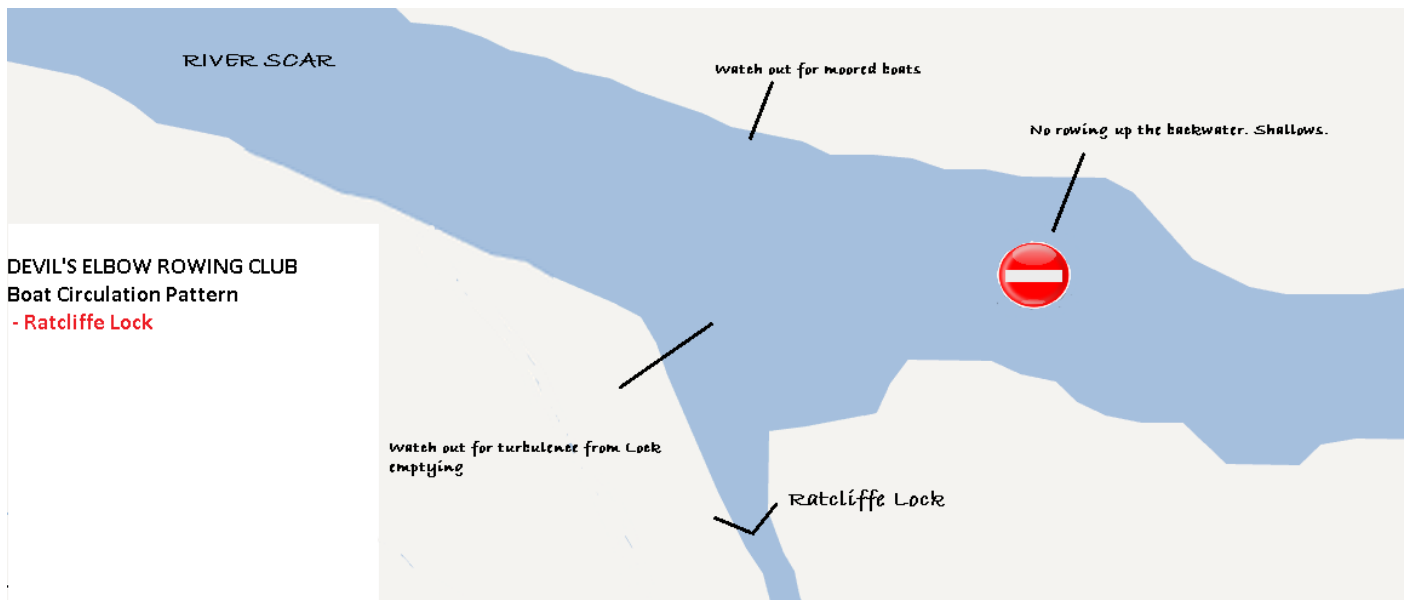 RIVER SCAR
Watch out for moored boats
No rowing up the backwater. Shallows.
DEVIL'S ELBOW ROWING CLUB
Boat Circulation Pattern
- Ratcliffe Lock
Watch out for turbulence from Lock
emptying
Ratcliffe Lock